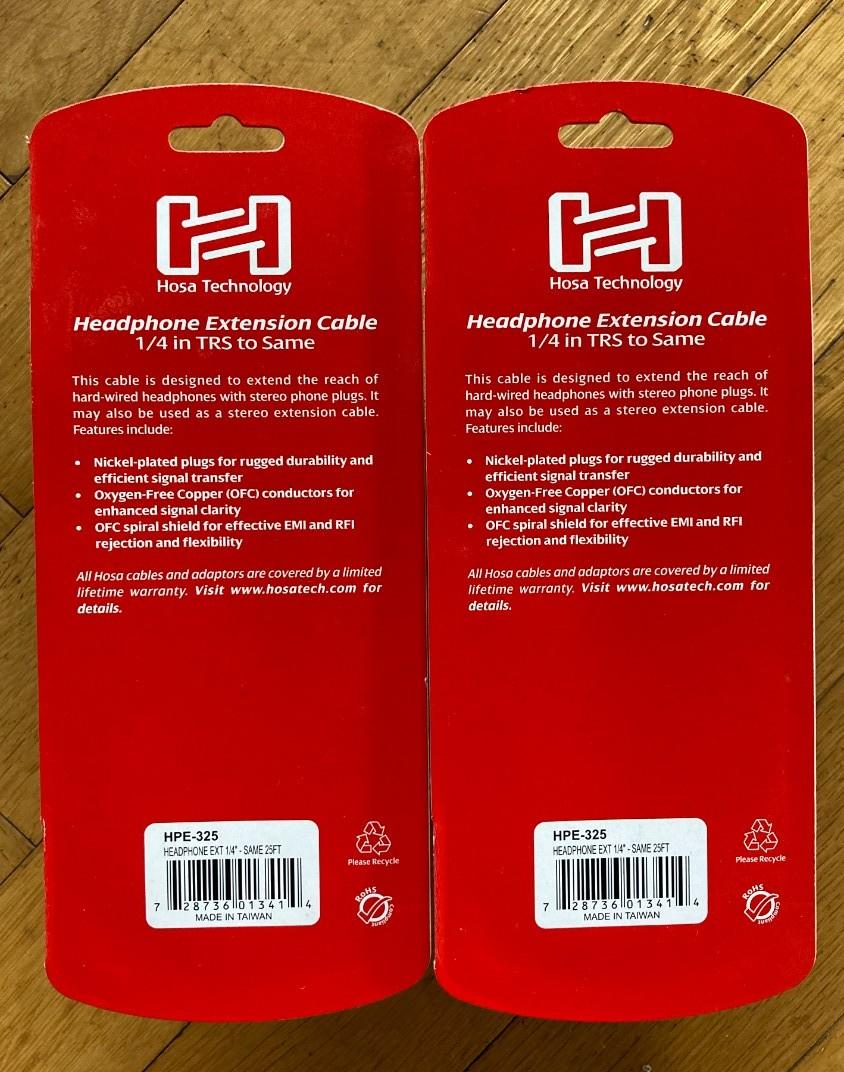 Hosa Technology
Headphone Extension Cable
1/4 in TRS to Same
This cable is designed to extend the reach of
hard-wired headphones with stereo phone plugs. It
may also be used as a stereo extension cable.
Features include:
• Nickel-plated plugs for rugged durability and
efficient signal transfer
• Oxygen-Free Copper (OFC) conductors for
enhanced signal clarity
• OFC spiral shield for effective EMI and RFI
rejection and flexibility
All Hosa cables and adaptors are covered by a limited
lifetime warranty. Visit www.hosatech.com for
details.
HPE-325
HEADPHONE EXT 1/4" - SAME 25FT
7 28736 01341 4
MADE IN TAIWAN
Please Recycle
RoHS
Compliant
Hosa Technology
Headphone Extension Cable
1/4 in TRS to Same
This cable is designed to extend the reach of
hard-wired headphones with stereo phone plugs. It
may also be used as a stereo extension cable.
Features include:
• Nickel-plated plugs for rugged durability and
efficient signal transfer
• Oxygen-Free Copper (OFC) conductors for
enhanced signal clarity
• OFC spiral shield for effective EMI and RFI
rejection and flexibility
All Hosa cables and adaptors are covered by a limited
lifetime warranty. Visit www.hosatech.com for
details.
HPE-325
HEADPHONE EXT 1/4" - SAME 25FT
7 28736 01341 4
MADE IN TAIWAN
Please Recycle
RoHS
Compliant